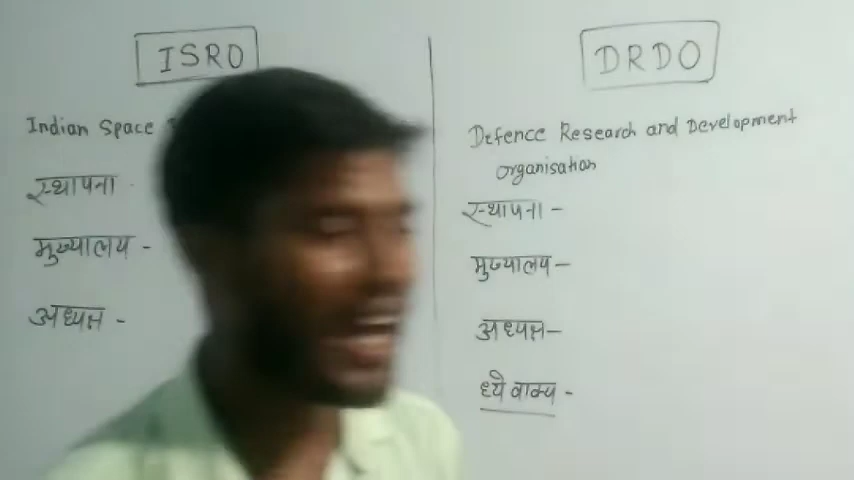 ISRO
Indian Space
स्थापना
मुख्यालय -
अध्यक्ष -
DRDO
Defence Research and Development
organisation
स्थापना -
मुख्यालय -
अध्यक्ष -
ध्ये वाक्य -